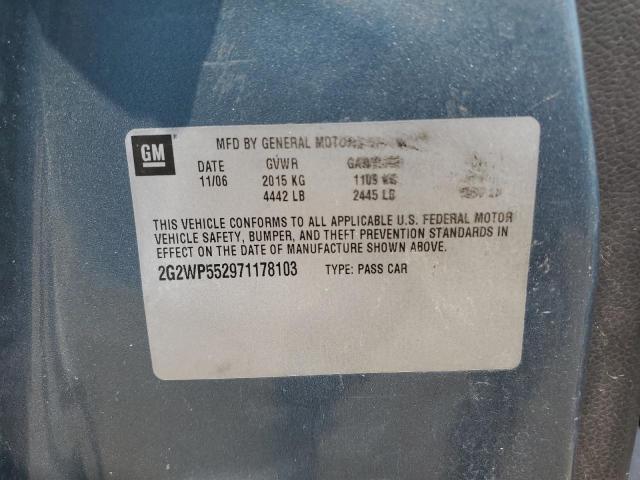 GM
MFD BY GENERAL MOTORS
DATE GVWR
11/06 2015 KG 1109 KG
4442 LB 2445 LB
THIS VEHICLE CONFORMS TO ALL APPLICABLE U.S. FEDERAL MOTOR
VEHICLE SAFETY, BUMPER, AND THEFT PREVENTION STANDARDS IN
EFFECT ON THE DATE OF MANUFACTURE SHOWN ABOVE.
2G2WP552971178103 TYPE: PASS CAR